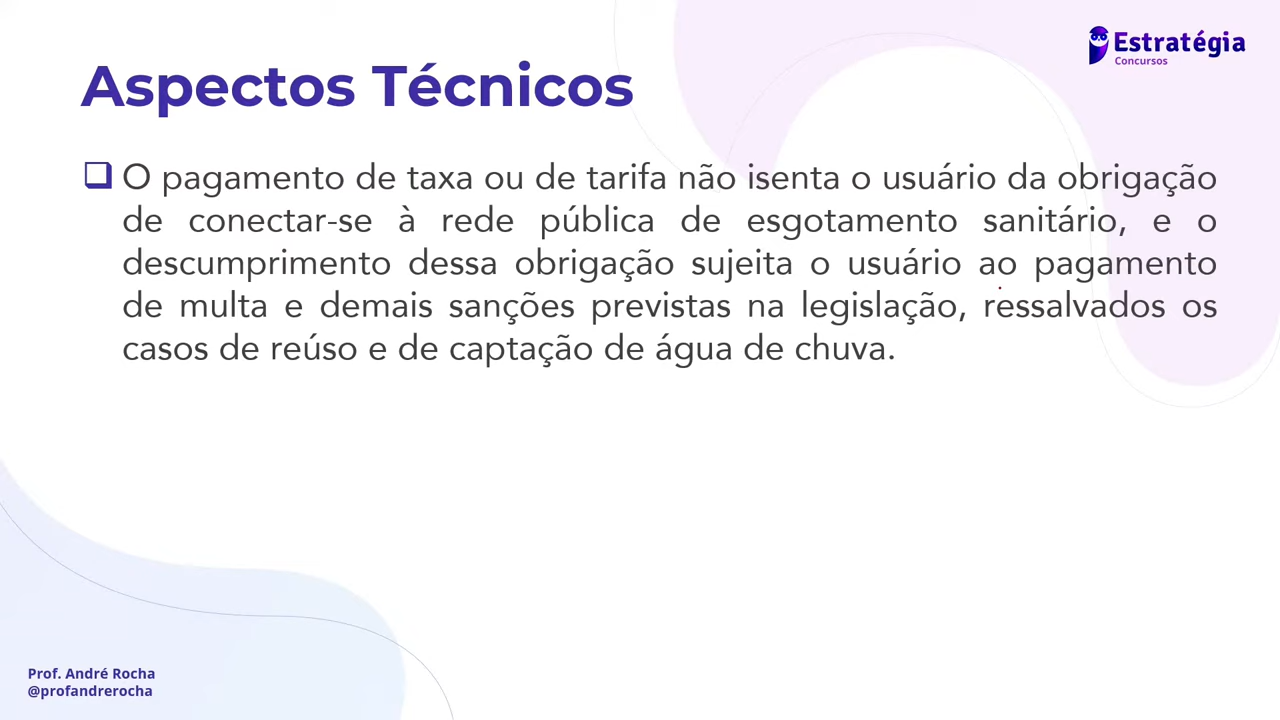 Estratégia
Concursos
Aspectos Técnicos
O pagamento de taxa ou de tarifa não isenta o usuário da obrigação
de conectar-se à rede pública de esgotamento sanitário, e o
descumprimento dessa obrigação sujeita o usuário ao pagamento
de multa e demais sanções previstas na legislação, ressalvados os
casos de reúso e de captação de água de chuva.
Prof. André Rocha
@profandrerocha